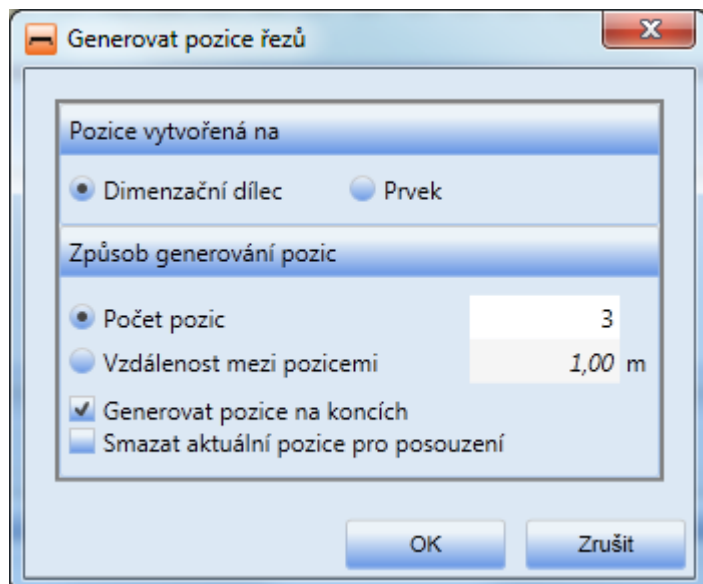 Generovat pozice řezů
Pozice vytvořená na
Dimenzační dílec Prvek
Způsob generování pozic
Počet pozic 3
Vzdálenost mezi pozicemi 1,00 m
Generovat pozice na koncích
Smazat aktuální pozice pro posouzení
OK Zrušit